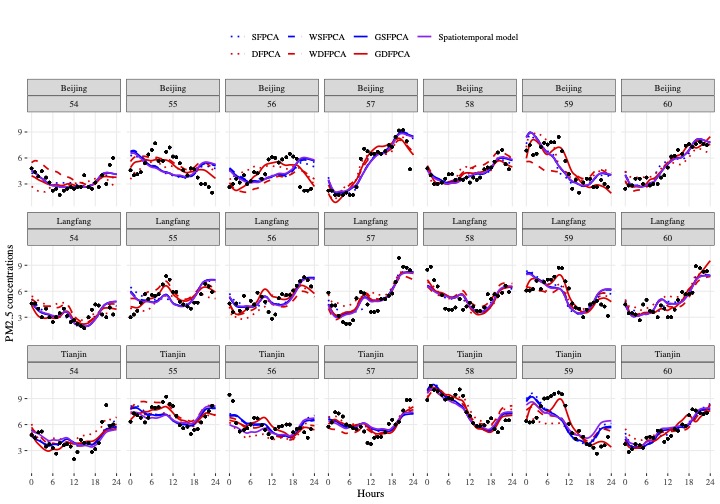 SFPCA WSFPCA GSFPCA Spatiotemporal model
DFPCA WDFPCA GDFPCA
Beijing Beijing Beijing Beijing Beijing Beijing Beijing
54 55 56 57 58 59 60
9
6
3
Langfang Langfang Langfang Langfang Langfang Langfang Langfang
54 55 56 57 58 59 60
9
6
3
Tianjin Tianjin Tianjin Tianjin Tianjin Tianjin Tianjin
54 55 56 57 58 59 60
9
6
3
PM2.5 concentrations
0 6 12 18 24 0 6 12 18 24 0 6 12 18 24 0 6 12 18 24 0 6 12 18 24 0 6 12 18 24 0 6 12 18 24
Hours